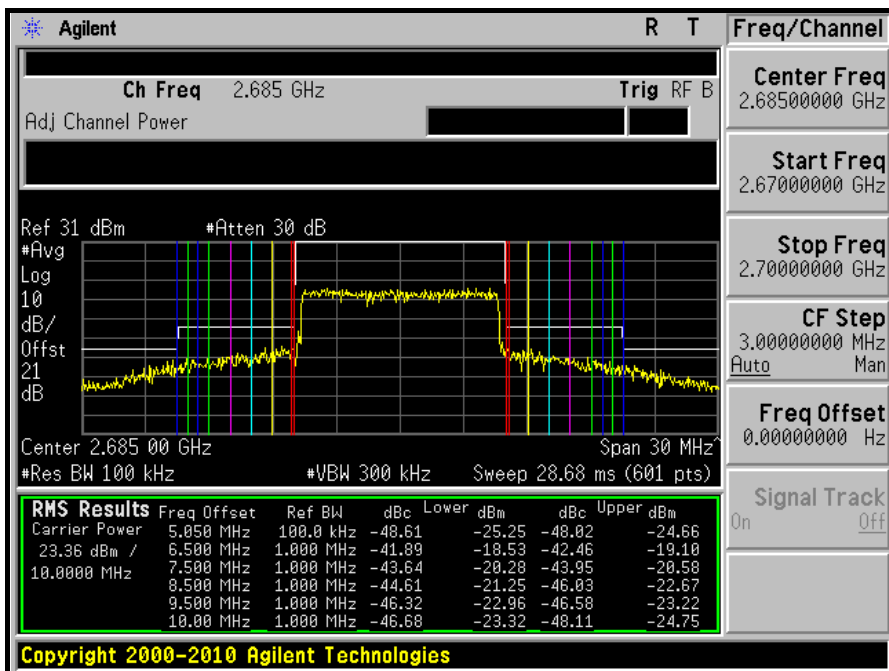 Agilent R T Freq/Channel
Ch Freq 2.685 GHz Trig RF B
Adj Channel Power
Center Freq
2.68500000 GHz
Start Freq
2.67000000 GHz
Stop Freq
2.70000000 GHz
CF Step
3.00000000 MHz
Auto Man
Freq Offset
0.00000000 Hz
Signal Track
On Off
Ref 31 dBm #Atten 30 dB
#Avg
Log
10
dB/
Offst
21
dB
Center 2.685 00 GHz Span 30 MHz^
#Res BW 100 kHz #VBW 300 kHz Sweep 28.68 ms (601 pts)
RMS Results Freq Offset Ref BW dBc Lower dBm dBc Upper dBm
Carrier Power 5.050 MHz 100.0 kHz -48.61 -25.25 -48.02 -24.66
23.36 dBm / 6.500 MHz 1.000 MHz -41.89 -18.53 -42.46 -19.10
10.0000 MHz 7.500 MHz 1.000 MHz -43.64 -20.28 -43.95 -20.58
8.500 MHz 1.000 MHz -44.61 -21.25 -46.03 -22.67
9.500 MHz 1.000 MHz -46.32 -22.96 -46.58 -23.22
10.00 MHz 1.000 MHz -46.68 -23.32 -48.11 -24.75
Copyright 2000-2010 Agilent Technologies